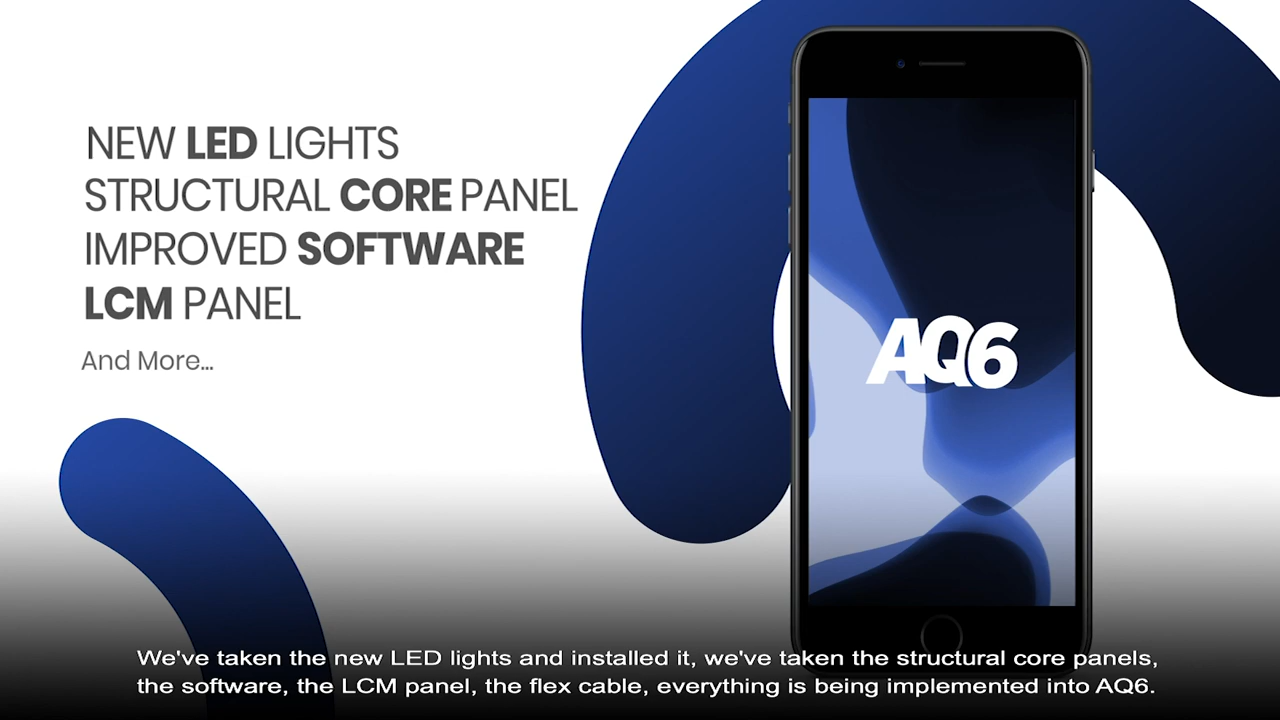 NEW LED LIGHTS
STRUCTURAL CORE PANEL
IMPROVED SOFTWARE
LCM PANEL
And More...
AQ6
We've taken the new LED lights and installed it, we've taken the structural core panels,
the software, the LCM panel, the flex cable, everything is being implemented into AQ6.